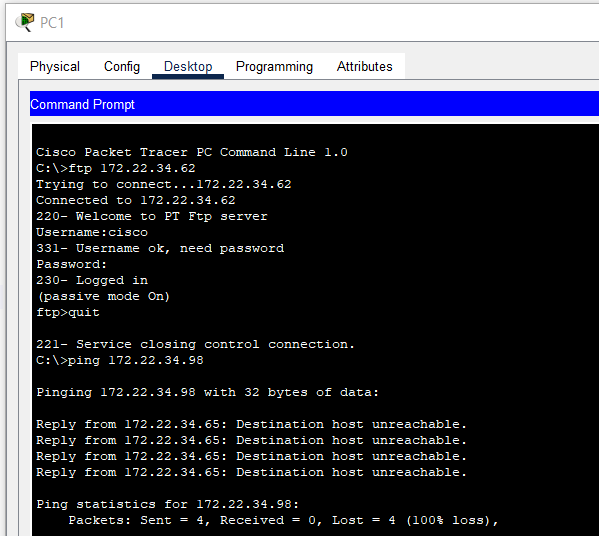 PC1
Physical Config Desktop Programming Attributes
Command Prompt
Cisco Packet Tracer PC Command Line 1.0
C:\>ftp 172.22.34.62
Trying to connect...172.22.34.62
Connected to 172.22.34.62
220- Welcome to PT Ftp server
Username:cisco
331- Username ok, need password
Password:
230- Logged in
(passive mode On)
ftp>quit
221- Service closing control connection.
C:\>ping 172.22.34.98
Pinging 172.22.34.98 with 32 bytes of data:
Reply from 172.22.34.65: Destination host unreachable.
Reply from 172.22.34.65: Destination host unreachable.
Reply from 172.22.34.65: Destination host unreachable.
Reply from 172.22.34.65: Destination host unreachable.
Ping statistics for 172.22.34.98:
Packets: Sent = 4, Received = 0, Lost = 4 (100% loss),